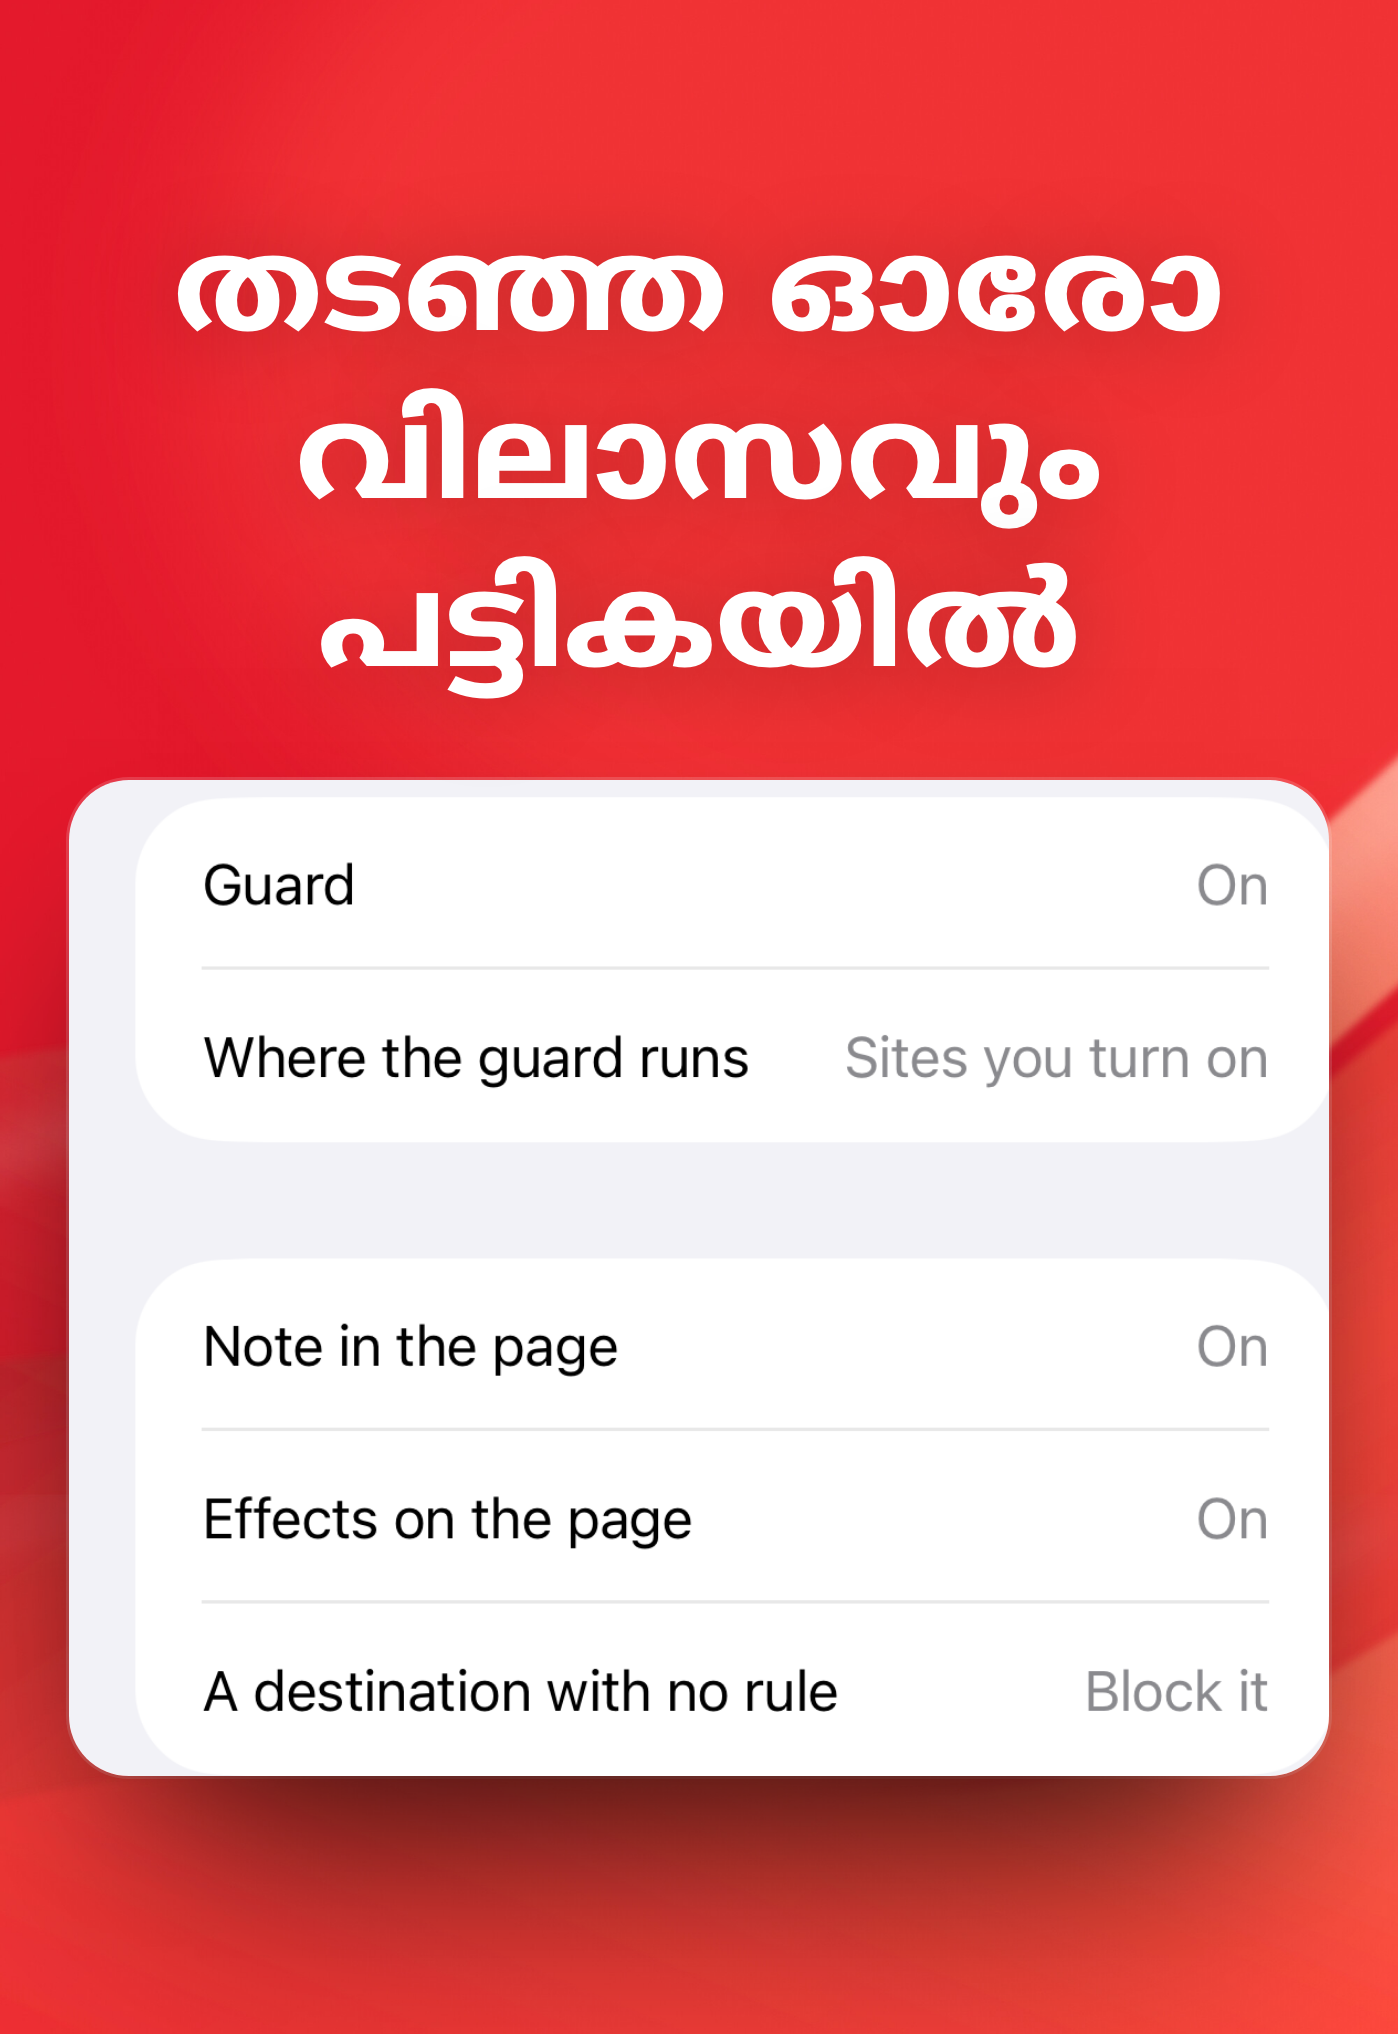 തടഞ്ഞ ഓരോ
വിലാസവും
പട്ടികയിൽ
Guard On
Where the guard runs Sites you turn on
Note in the page On
Effects on the page On
A destination with no rule Block it